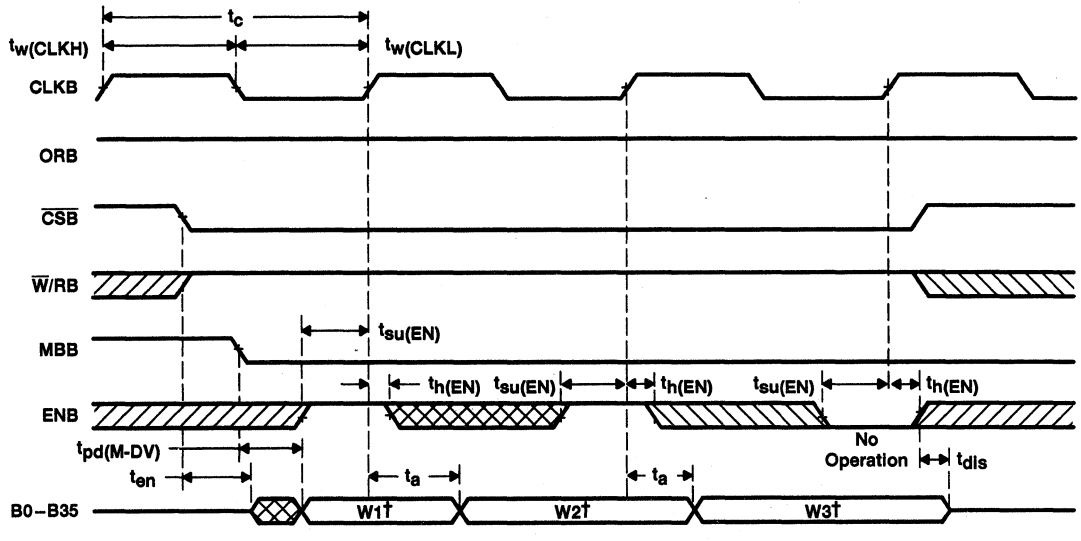 tc
tw(CLKH)
tw(CLKL)
CLKB
ORB
CSB
W/RB
tsu(EN)
MBB
th(EN)
tsu(EN)
th(EN)
tsu(EN)
th(EN)
ENB
No
Operation
tpd(M-DV)
ten
ta
ta
tdis
B0–B35
W1†
W2†
W3†